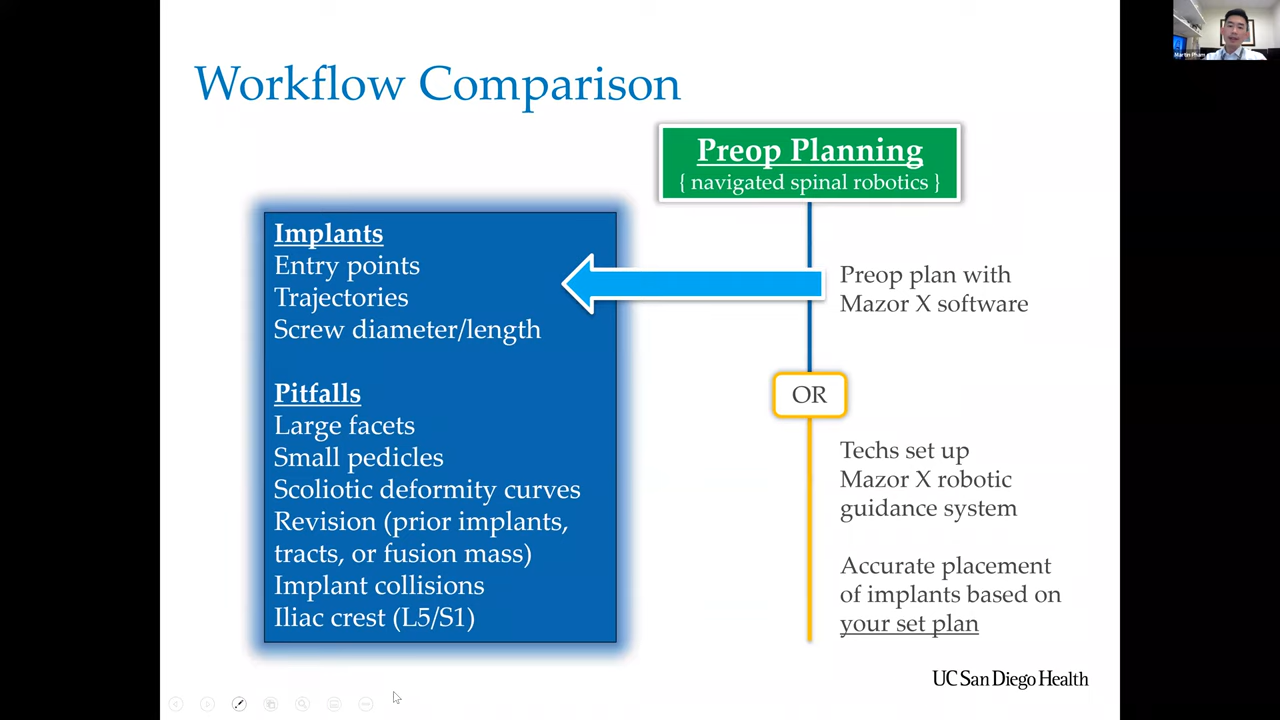 Workflow Comparison
Preop Planning
{ navigated spinal robotics }
Implants
Entry points
Trajectories
Screw diameter/length
Pitfalls
Large facets
Small pedicles
Scoliotic deformity curves
Revision (prior implants,
tracts, or fusion mass)
Implant collisions
Iliac crest (L5/S1)
Preop plan with
Mazor X software
OR
Techs set up
Mazor X robotic
guidance system
Accurate placement
of implants based on
your set plan
UC San Diego Health
Martin Pham